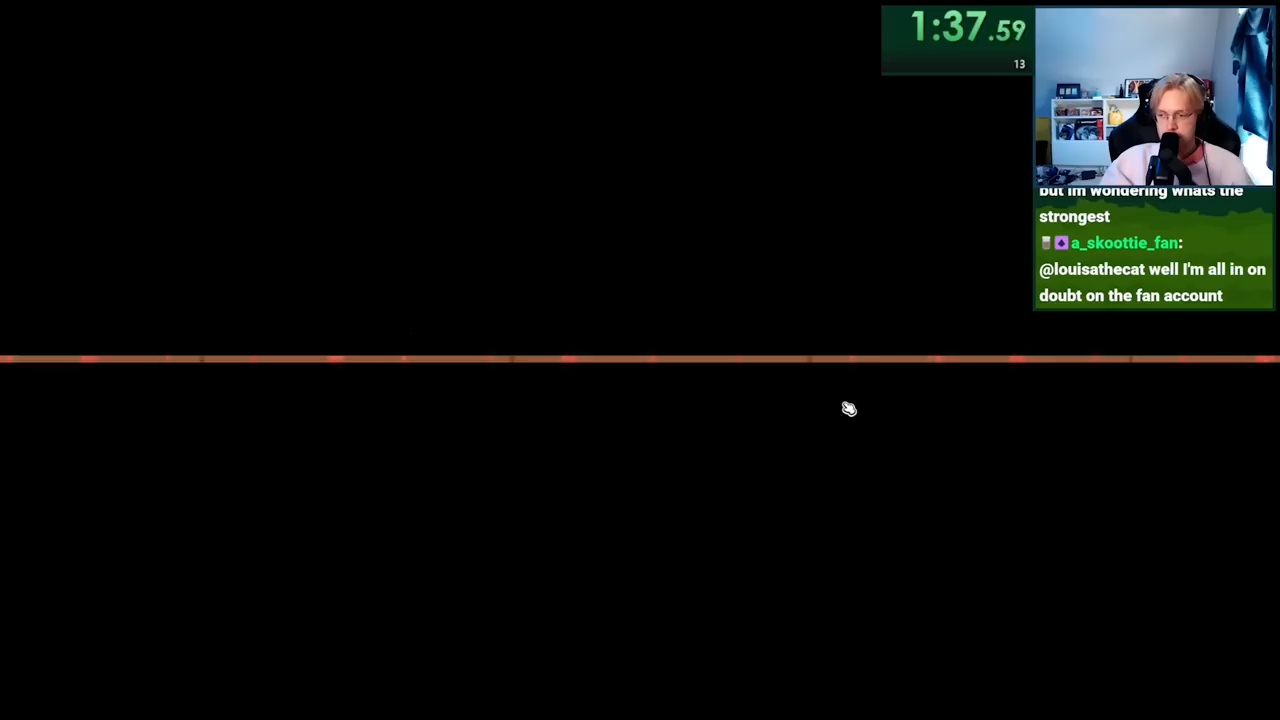 1:37.59
13
but im wondering whats the
strongest
a_skoottie_fan:
@louisathecat well I'm all in on
doubt on the fan account